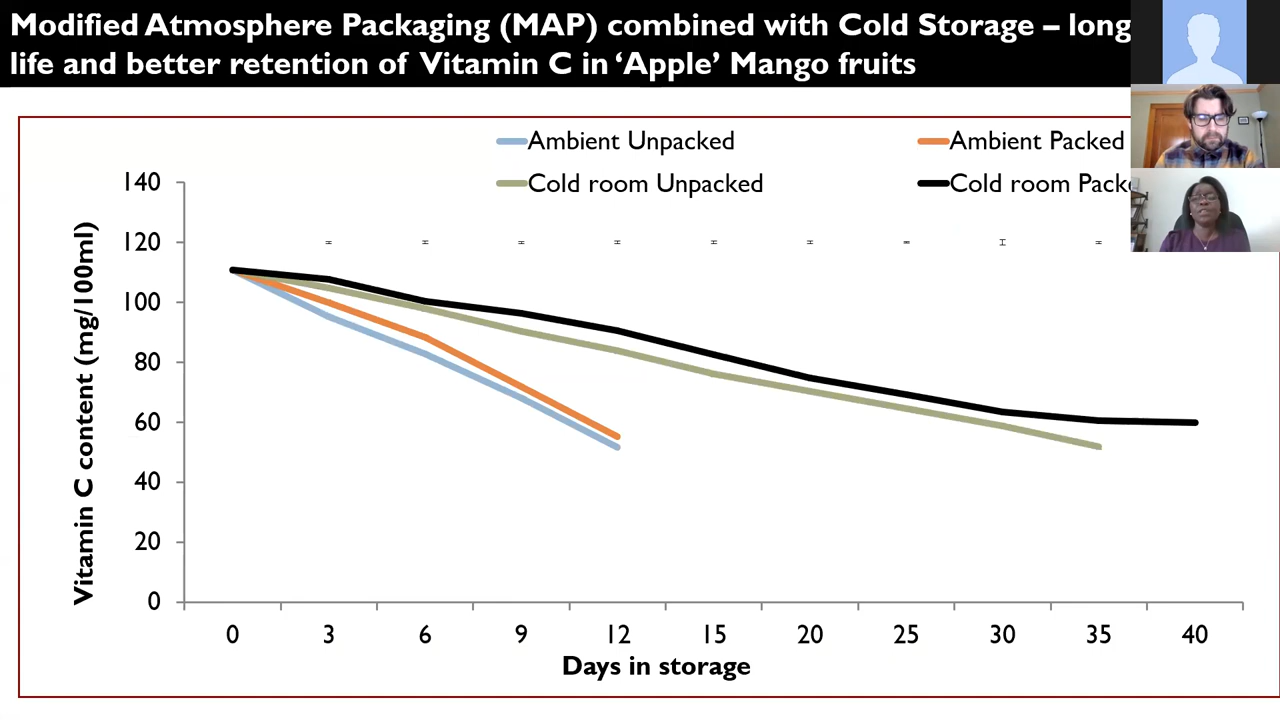 Modified Atmosphere Packaging (MAP) combined with Cold Storage – long
life and better retention of Vitamin C in ‘Apple’ Mango fruits
Ambient Unpacked
Ambient Packed
Cold room Unpacked
Cold room Packe
Vitamin C content (mg/100ml)
140
120
100
80
60
40
20
0
0 3 6 9 12 15 20 25 30 35 40
Days in storage